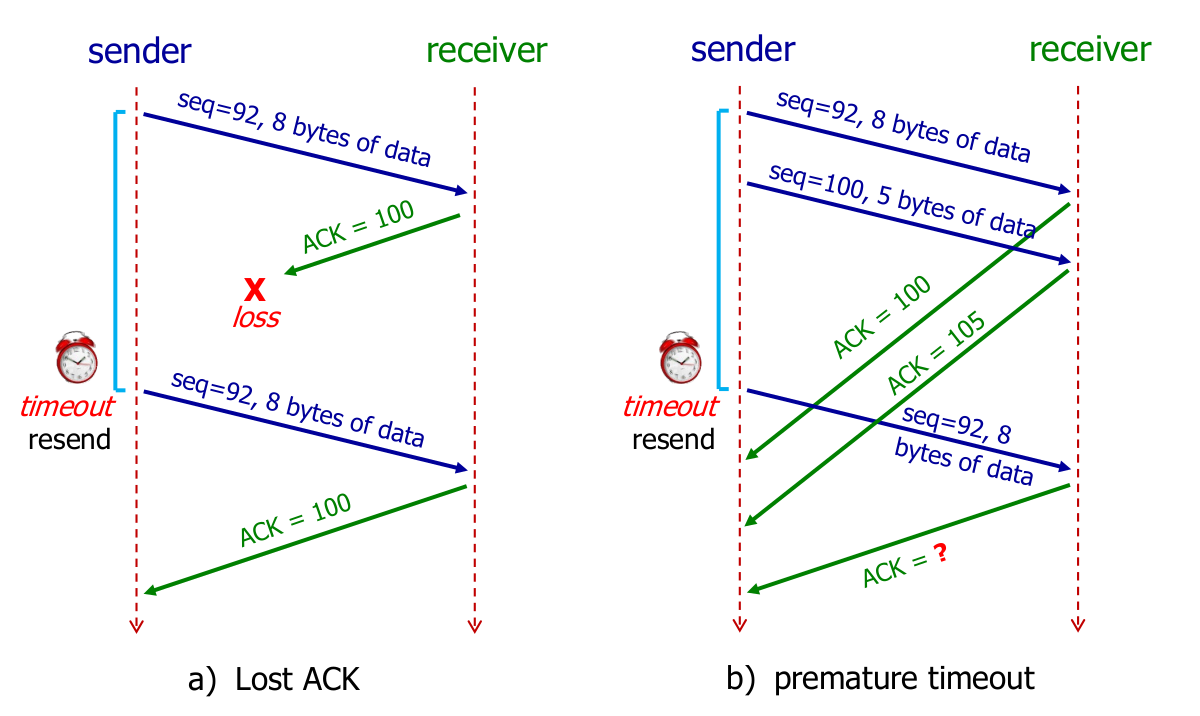 sender
receiver
seq=92, 8 bytes of data
ACK = 100
X
loss
timeout
resend
seq=92, 8 bytes of data
ACK = 100
a) Lost ACK
sender
receiver
seq=92, 8 bytes of data
seq=100, 5 bytes of data
ACK = 100
ACK = 105
timeout
resend
seq=92, 8
bytes of data
ACK = ?
b) premature timeout